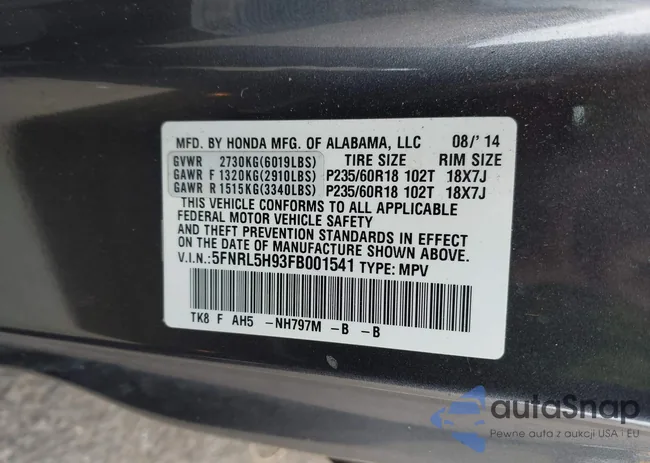 MFD. BY HONDA MFG. OF ALABAMA, LLC 08/'14
GVWR 2730KG(6019LBS) TIRE SIZE RIM SIZE
GAWR F 1320KG(2910LBS) P235/60R18 102T 18X7J
GAWR R 1515KG(3340LBS) P235/60R18 102T 18X7J
THIS VEHICLE CONFORMS TO ALL APPLICABLE
FEDERAL MOTOR VEHICLE SAFETY
AND THEFT PREVENTION STANDARDS IN EFFECT
ON THE DATE OF MANUFACTURE SHOWN ABOVE.
V.I.N.:5FNRL5H93FB001541 TYPE: MPV
TK8 F AH5 -NH797M -B -B
autoSnap
Pewne auta z aukcji USA i EU